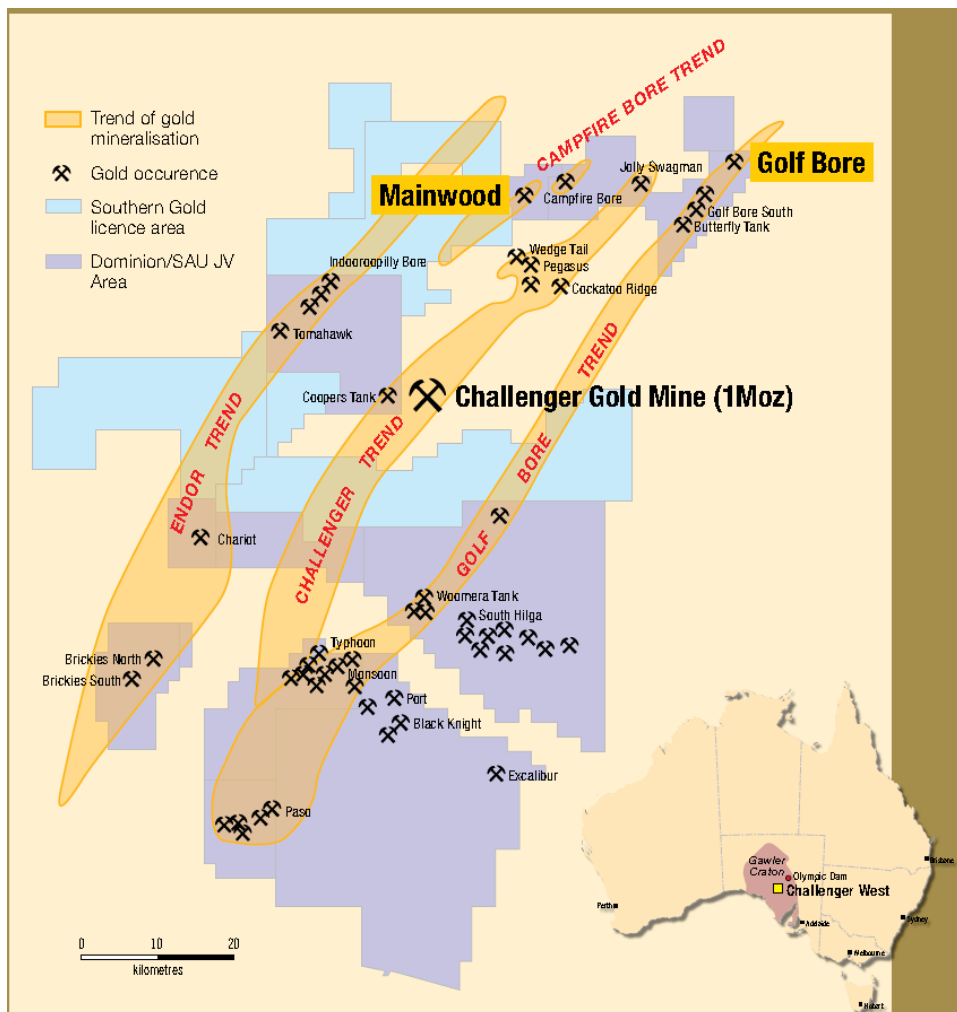 Trend of gold
mineralisation
Gold occurence
Southern Gold
licence area
Dominion/SAU JV
Area
CAMPFIRE BORE TREND
Mainwood
Campfire Bore
Jolly Swagman
Golf Bore
Golf Bore South
Butterfly Tank
Wedge Tail
Pegasus
Cockatoo Ridge
Indooroopilly Bore
Tomahawk
Coopers Tank
Challenger Gold Mine (1Moz)
ENDOR TREND
CHALLENGER TREND
GOLF BORE TREND
Chariot
Woomera Tank
South Hilga
Typhoon
Monsoon
Brickies North
Brickies South
Port
Black Knight
Excalibur
Paso
0 10 20
kilometres
Gawler
Craton
Olympic Dam
Challenger West
Perth
Adelaide
Melbourne
Sydney
Brisbane
Hobart